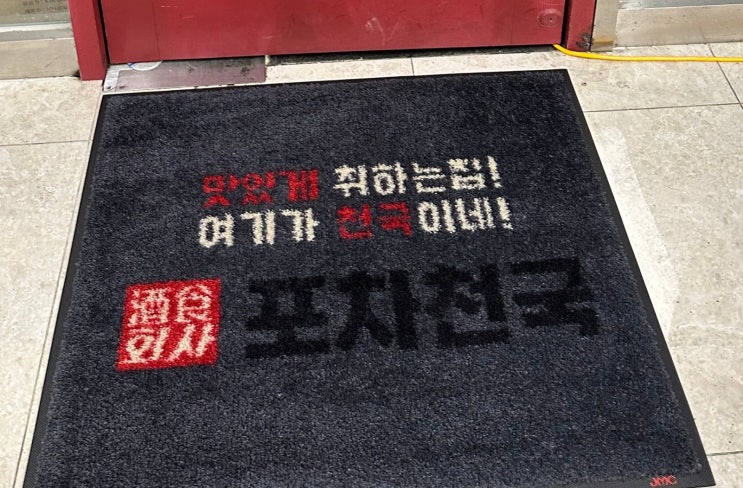 맛있게 취하는집!
여기가 천국이네!
酒食
회사
포차천국
JMC